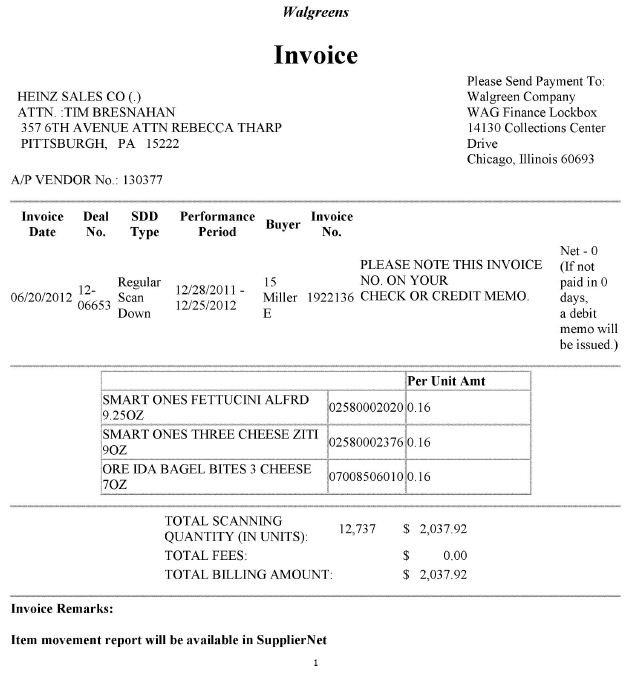 Walgreens
Invoice
HEINZ SALES CO (.)
ATTN. :TIM BRESNAHAN
357 6TH AVENUE ATTN REBECCA THARP
PITTSBURGH, PA 15222
Please Send Payment To:
Walgreen Company
WAG Finance Lockbox
14130 Collections Center
Drive
Chicago, Illinois 60693
A/P VENDOR No.: 130377
Invoice Date Deal No. SDD Type Performance Period Buyer Invoice No.
06/20/2012 12-06653 Regular Scan Down 12/28/2011 - 12/25/2012 15 Miller E 1922136
PLEASE NOTE THIS INVOICE
NO. ON YOUR
CHECK OR CREDIT MEMO.
Net - 0
(If not
paid in 0
days,
a debit
memo will
be issued.)
Per Unit Amt
SMART ONES FETTUCINI ALFRD 9.25OZ 02580002020 0.16
SMART ONES THREE CHEESE ZITI 9OZ 02580002376 0.16
ORE IDA BAGEL BITES 3 CHEESE 7OZ 07008506010 0.16
TOTAL SCANNING QUANTITY (IN UNITS): 12,737 $ 2,037.92
TOTAL FEES: $ 0.00
TOTAL BILLING AMOUNT: $ 2,037.92
Invoice Remarks:
Item movement report will be available in SupplierNet
1